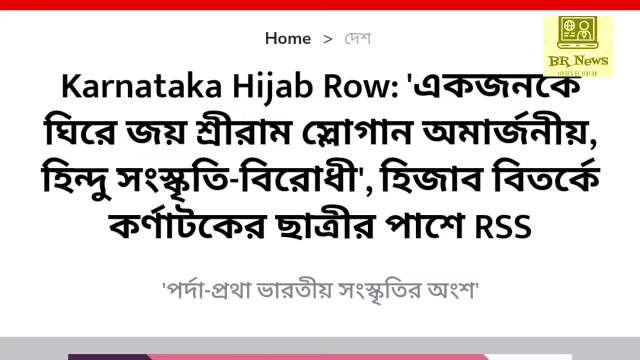 Home > দেশ
BR News
Karnataka Hijab Row: 'একজনকে
ঘিরে জয় শ্রীরাম স্লোগান অমার্জনীয়,
হিন্দু সংস্কৃতি-বিরোধী', হিজাব বিতর্কে
কর্ণাটকের ছাত্রীর পাশে RSS
'পর্দা-প্রথা ভারতীয় সংস্কৃতির অংশ'